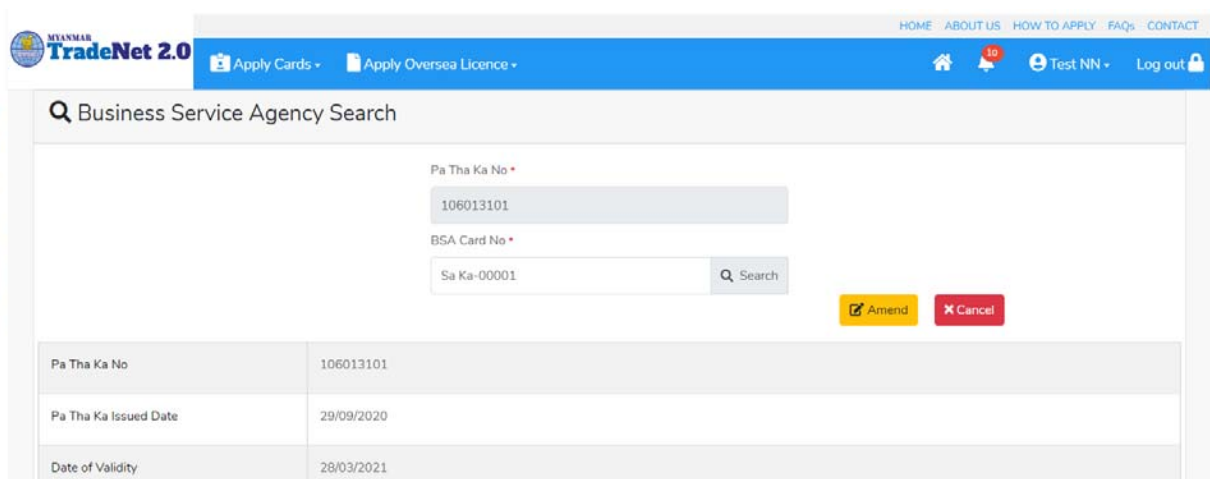 HOME ABOUT US HOW TO APPLY FAQs CONTACT
MYANMAR
TradeNet 2.0
Apply Cards Apply Oversea Licence 10 Test NN Log out
Business Service Agency Search
Pa Tha Ka No *
106013101
BSA Card No *
Sa Ka-00001 Search
Amend Cancel
Pa Tha Ka No 106013101
Pa Tha Ka Issued Date 29/09/2020
Date of Validity 28/03/2021